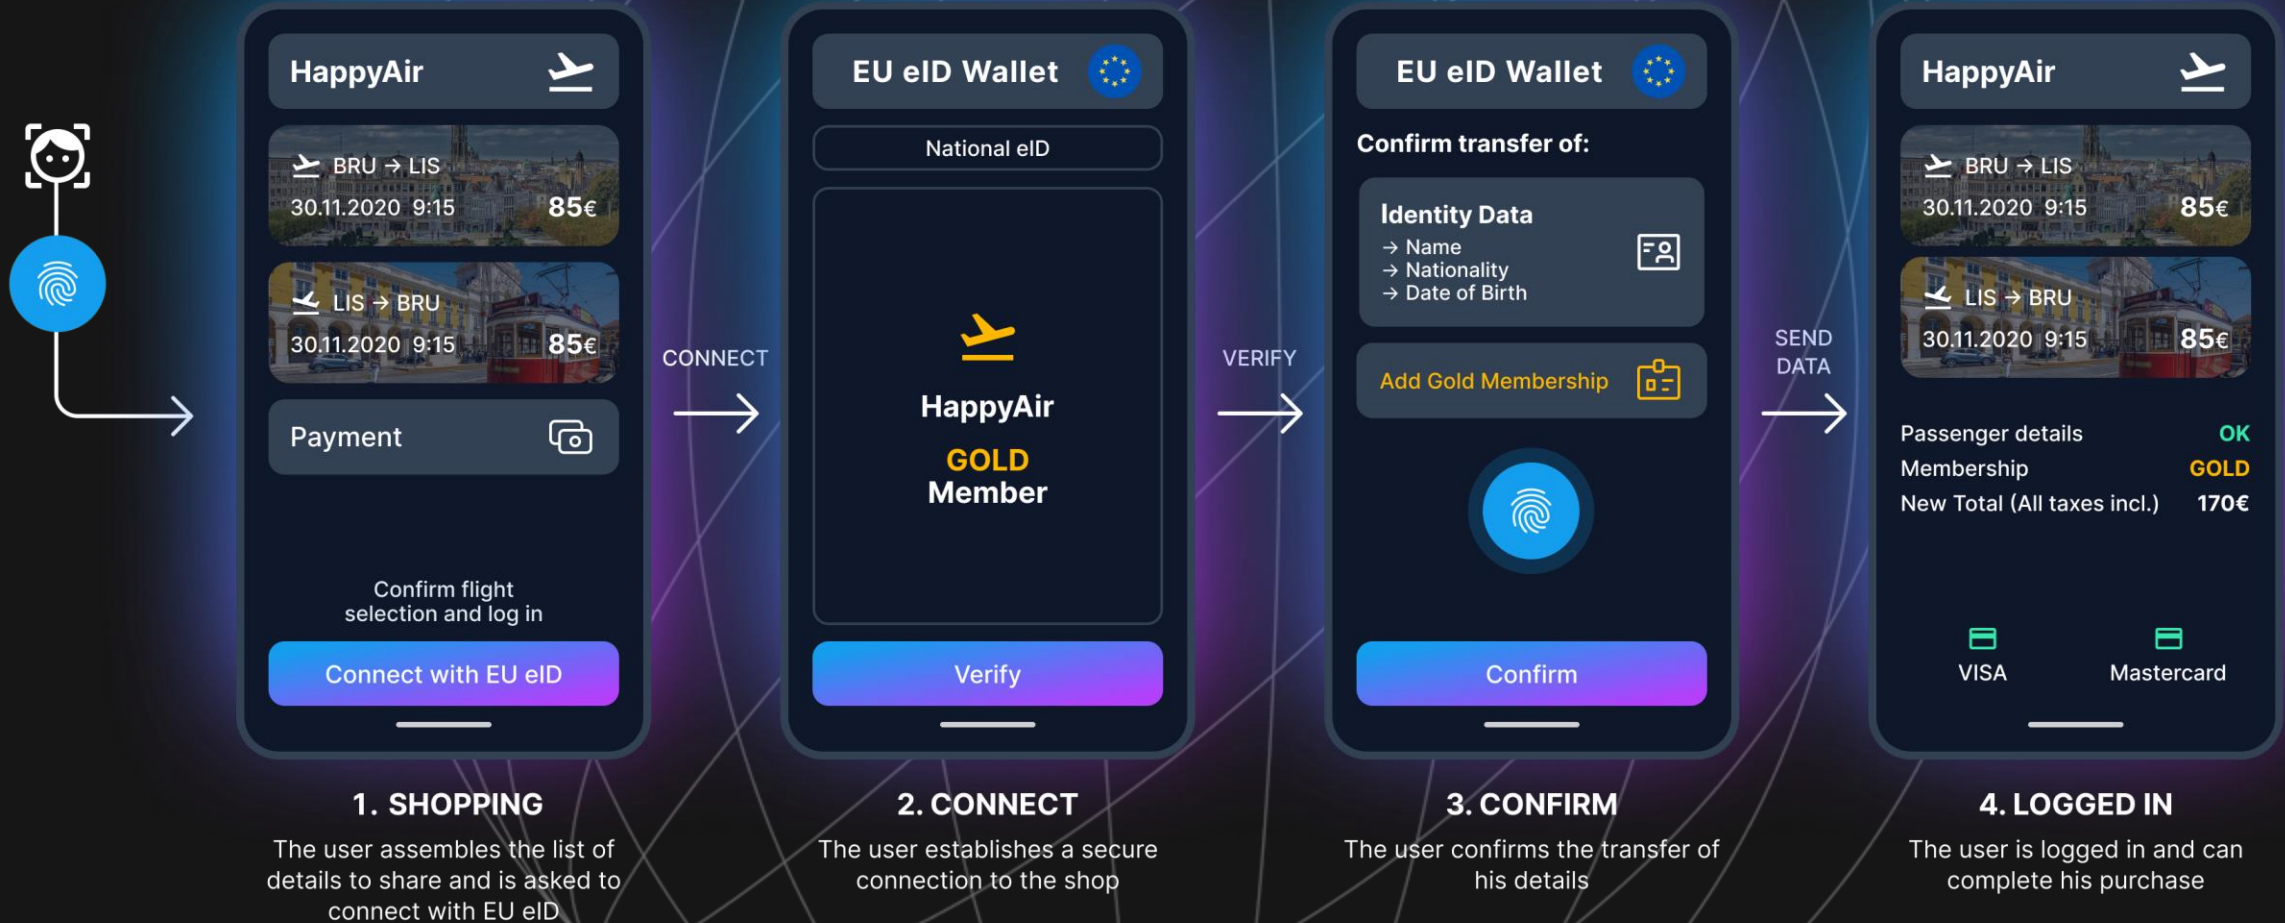 HappyAir
BRU → LIS
30.11.2020 9:15 85€
LIS → BRU
30.11.2020 9:15 85€
Payment
Confirm flight
selection and log in
Connect with EU eID
1. SHOPPING
The user assembles the list of
details to share and is asked to
connect with EU eID
CONNECT
EU eID Wallet
National eID
HappyAir
GOLD
Member
Verify
2. CONNECT
The user establishes a secure
connection to the shop
VERIFY
EU eID Wallet
Confirm transfer of:
Identity Data
→ Name
→ Nationality
→ Date of Birth
Add Gold Membership
Confirm
3. CONFIRM
The user confirms the transfer of
his details
SEND
DATA
HappyAir
BRU → LIS
30.11.2020 9:15 85€
LIS → BRU
30.11.2020 9:15 85€
Passenger details OK
Membership GOLD
New Total (All taxes incl.) 170€
VISA Mastercard
4. LOGGED IN
The user is logged in and can
complete his purchase